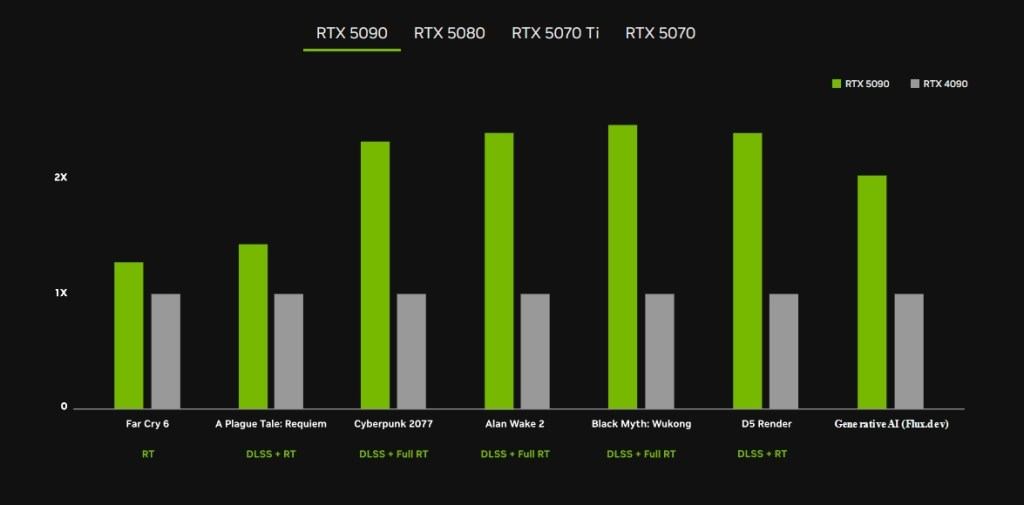 RTX 5090 RTX 5080 RTX 5070 Ti RTX 5070
RTX 5090 RTX 4090
2X
1X
0
Far Cry 6 A Plague Tale: Requiem Cyberpunk 2077 Alan Wake 2 Black Myth: Wukong D5 Render Generative AI (Flux.dev)
RT DLSS + RT DLSS + Full RT DLSS + Full RT DLSS + Full RT DLSS + RT